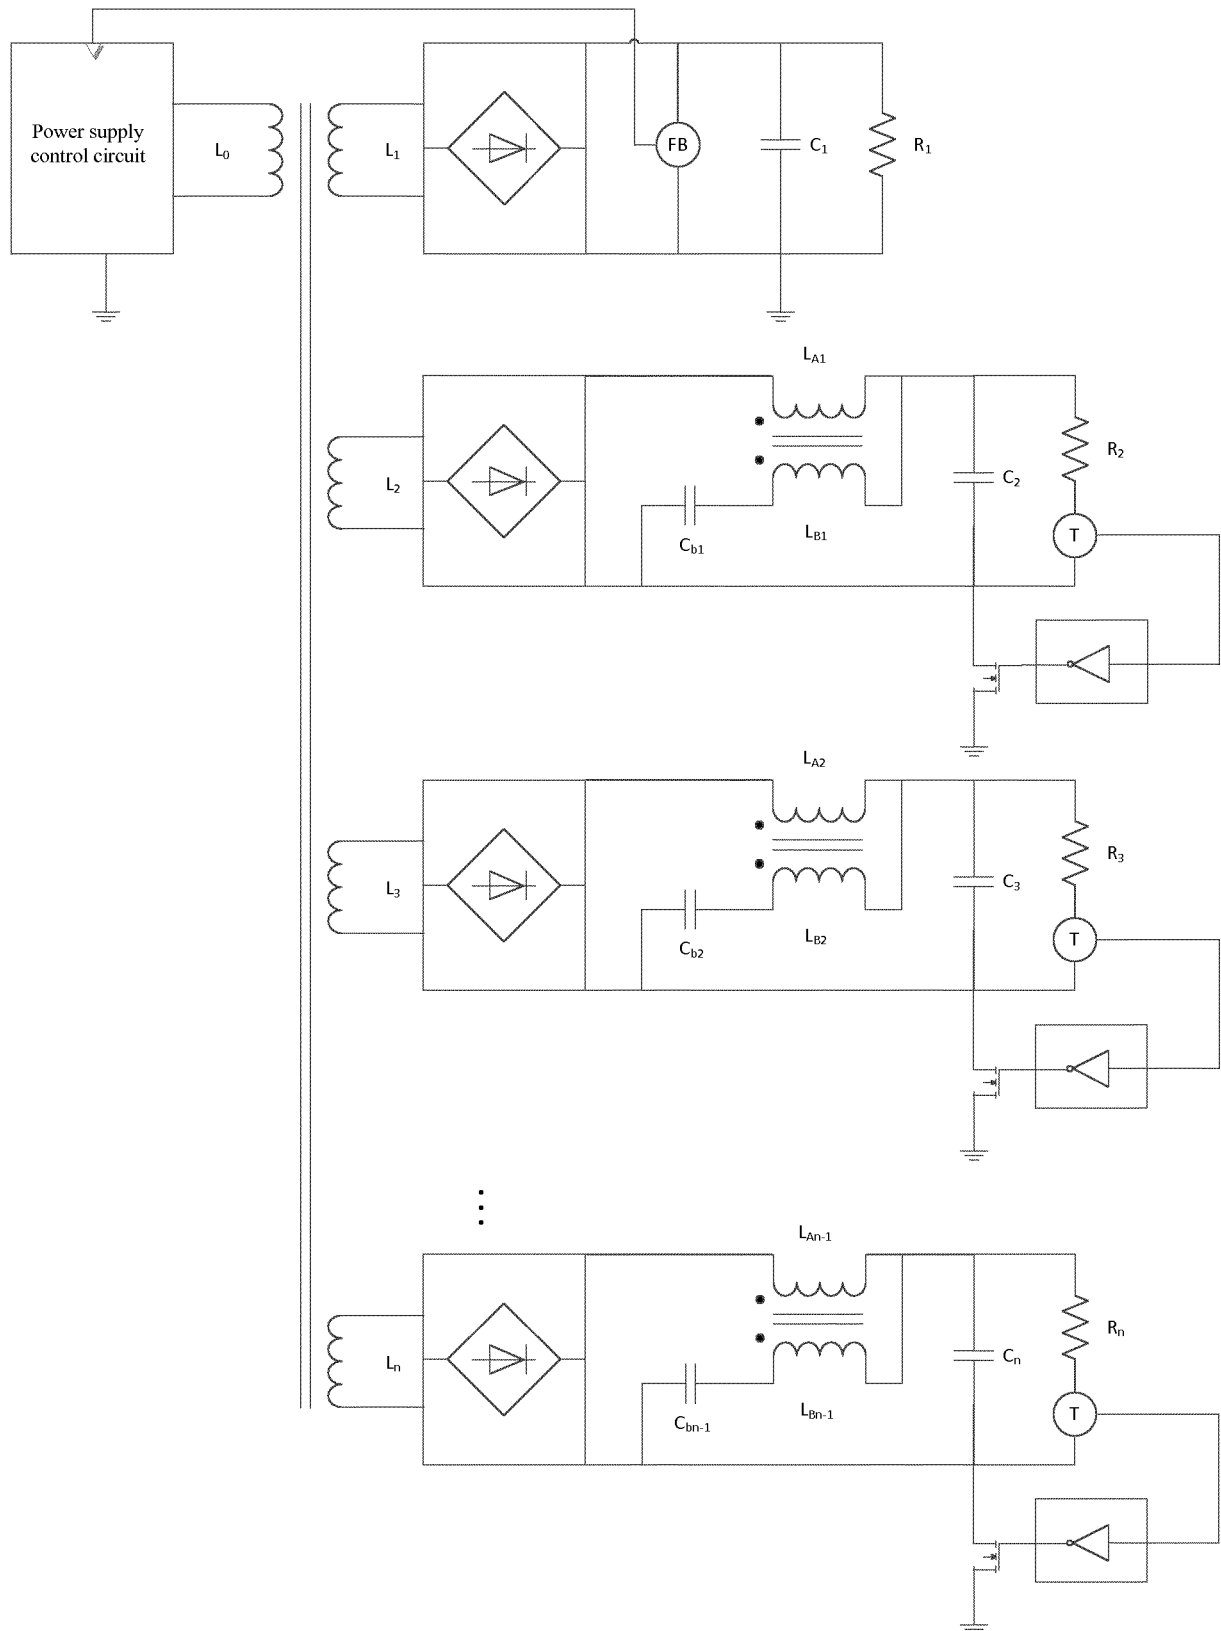 Power supply
control circuit
L0
L1
FB
C1
R1
LA1
L2
Cb1
LB1
C2
R2
T
LA2
L3
Cb2
LB2
C3
R3
T
LAn-1
Ln
Cbn-1
LBn-1
Cn
Rn
T